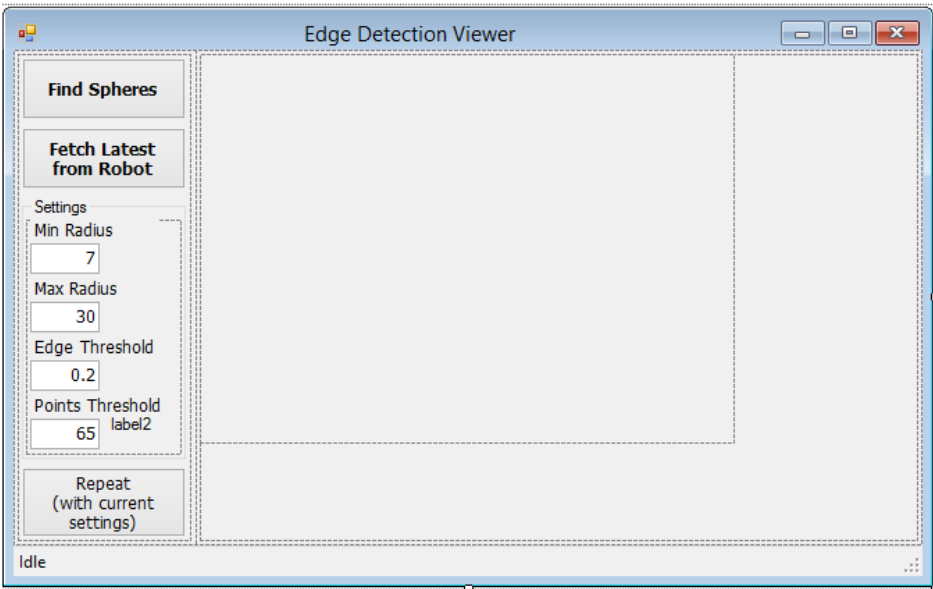 Edge Detection Viewer
Find Spheres
Fetch Latest
from Robot
Settings
Min Radius
7
Max Radius
30
Edge Threshold
0.2
Points Threshold
65
label2
Repeat
(with current
settings)
Idle